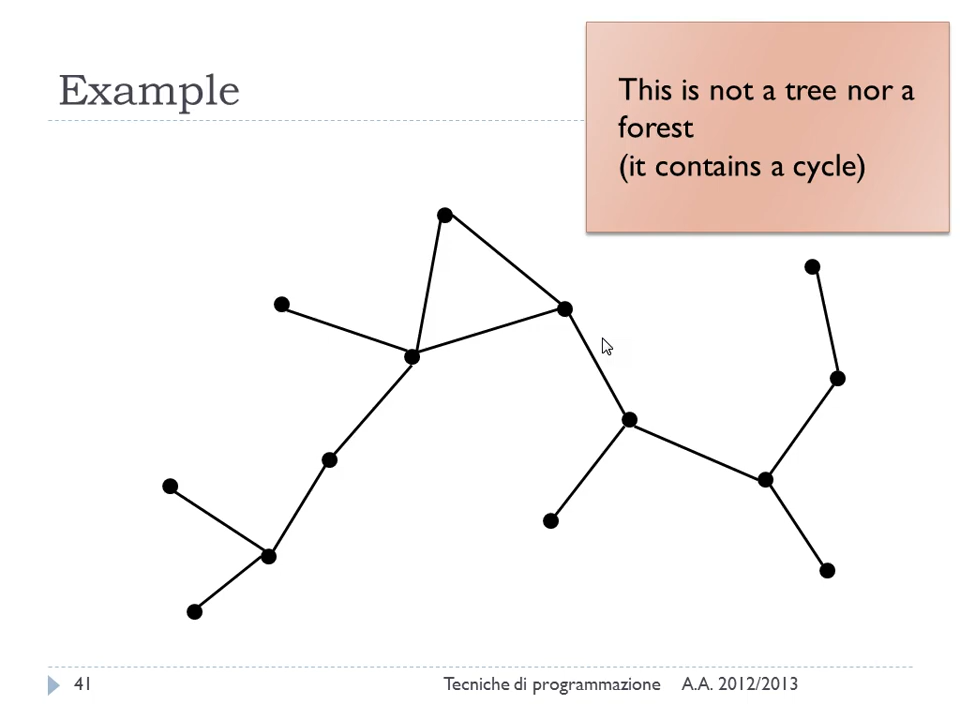 Example
This is not a tree nor a
forest
(it contains a cycle)
41
Tecniche di programmazione A.A. 2012/2013